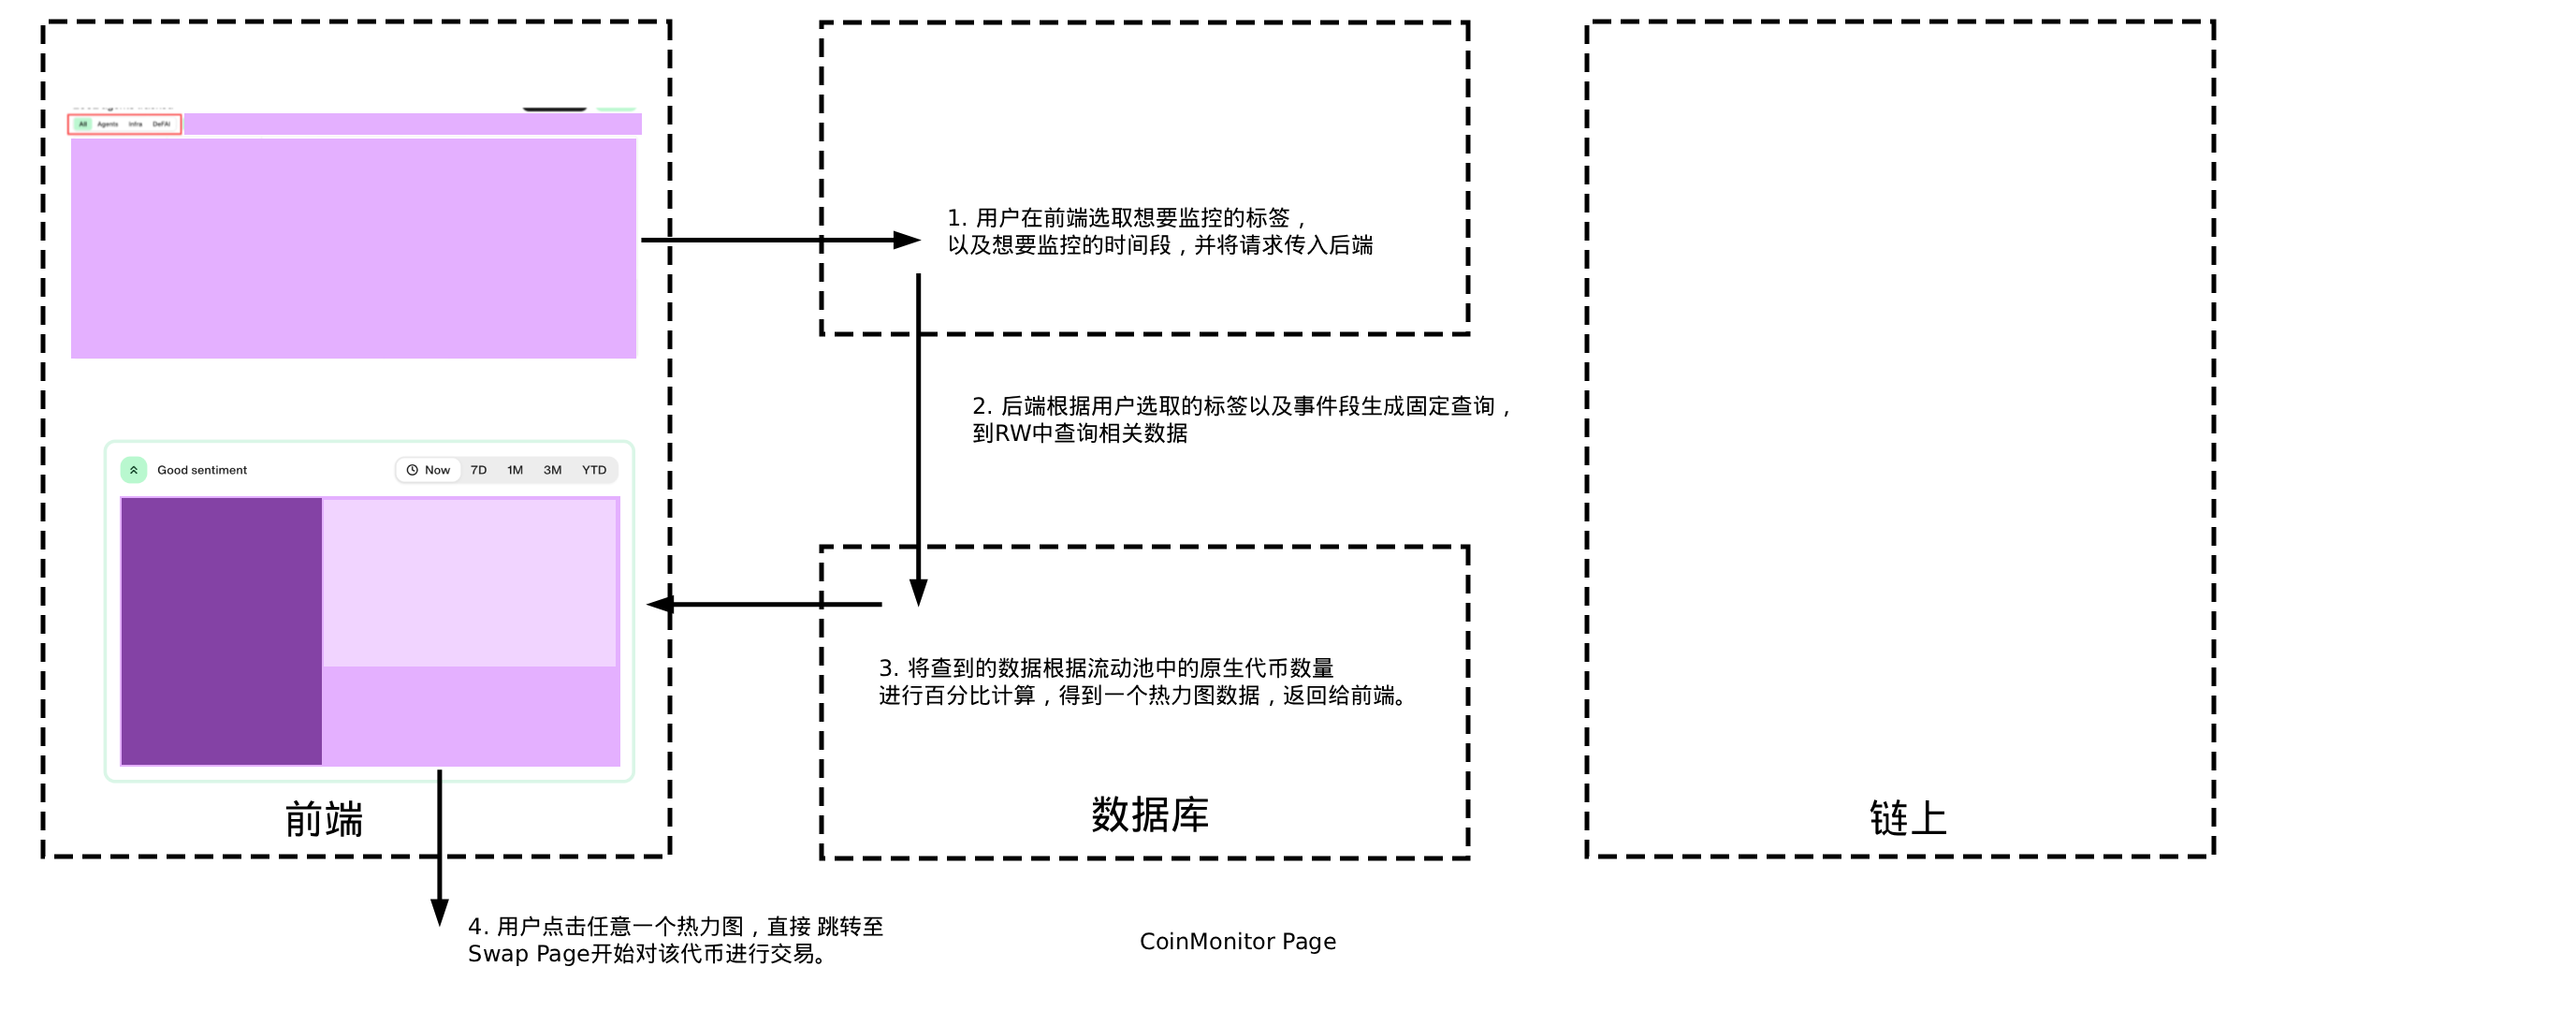 All Agents Infra DeFAI
1. 用户在前端选取想要监控的标签，
以及想要监控的时间段，并将请求传入后端
2. 后端根据用户选取的标签以及事件段生成固定查询，
到RW中查询相关数据
Good sentiment
Now 7D 1M 3M YTD
3. 将查到的数据根据流动池中的原生代币数量
进行百分比计算，得到一个热力图数据，返回给前端。
前端
数据库
链上
4. 用户点击任意一个热力图，直接 跳转至
Swap Page开始对该代币进行交易。
CoinMonitor Page